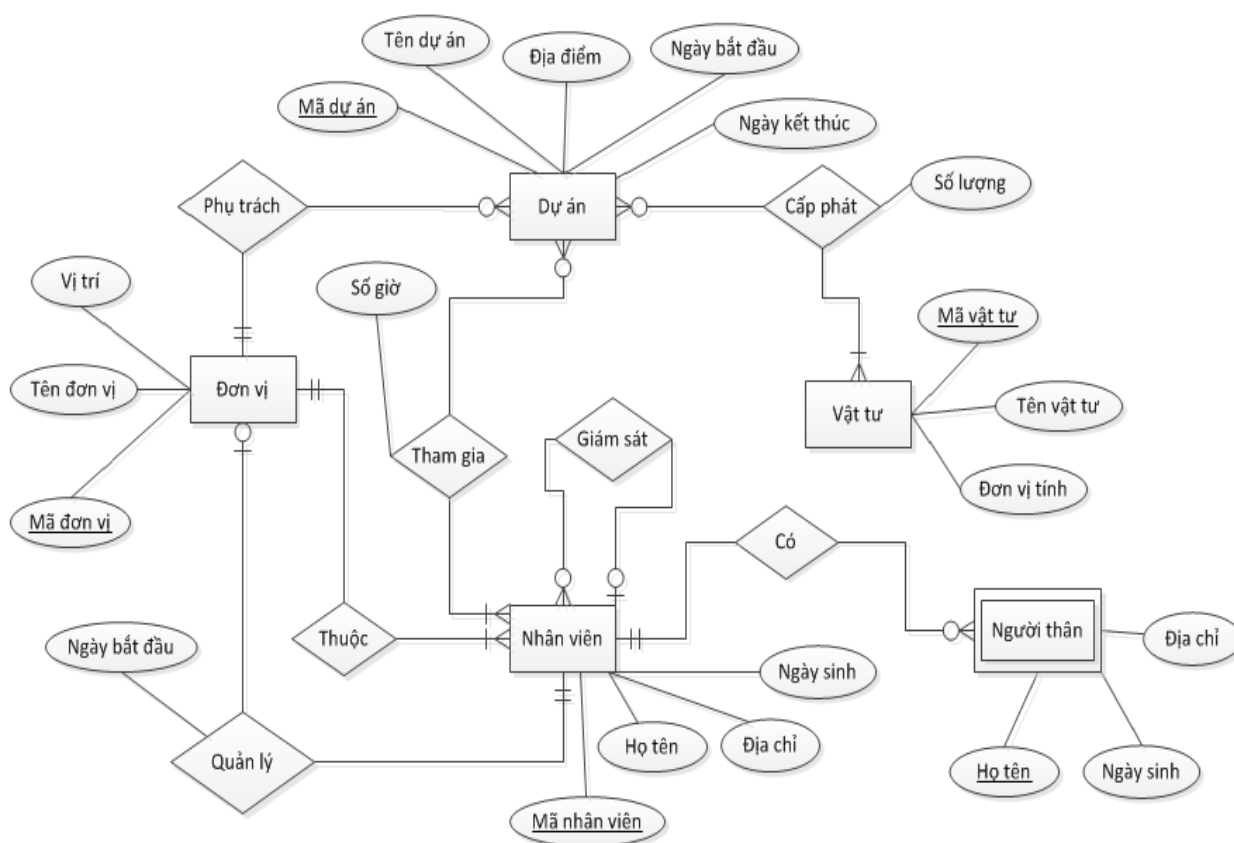 Tên dự án
Địa điểm
Ngày bắt đầu
Mã dự án
Ngày kết thúc
Số lượng
Phụ trách
Dự án
Cấp phát
Vị trí
Số giờ
Mã vật tư
Tên đơn vị
Đơn vị
Vật tư
Tên vật tư
Giám sát
Tham gia
Đơn vị tính
Mã đơn vị
Có
Thuộc
Nhân viên
Người thân
Địa chỉ
Ngày bắt đầu
Ngày sinh
Họ tên
Địa chỉ
Quản lý
Họ tên
Ngày sinh
Mã nhân viên